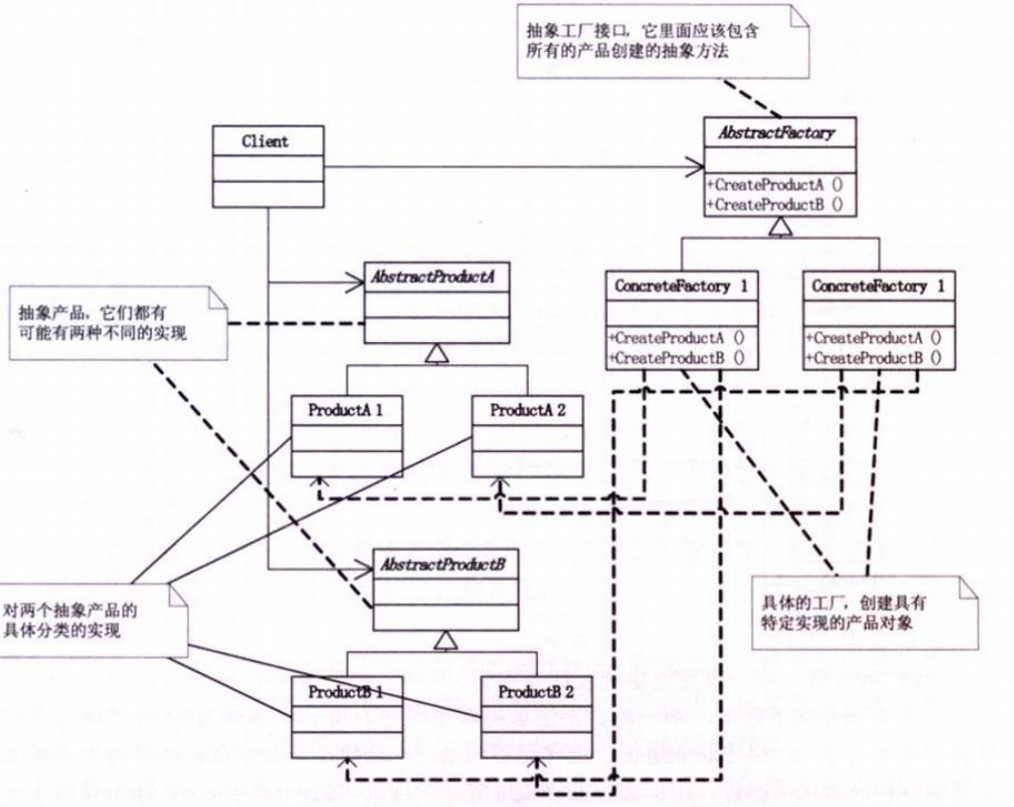 抽象工厂接口，它里面应该包含
所有的产品创建的抽象方法
Client
AbstractFactory
+CreateProductA ()
+CreateProductB ()
AbstractProductA
ConcreteFactory 1
+CreateProductA ()
+CreateProductB ()
ConcreteFactory 1
+CreateProductA ()
+CreateProductB ()
抽象产品，它们都有
可能有两种不同的实现
ProductA 1
ProductA 2
AbstractProductB
对两个抽象产品的
具体分类的实现
具体的工厂，创建具有
特定实现的产品对象
ProductB 1
ProductB 2